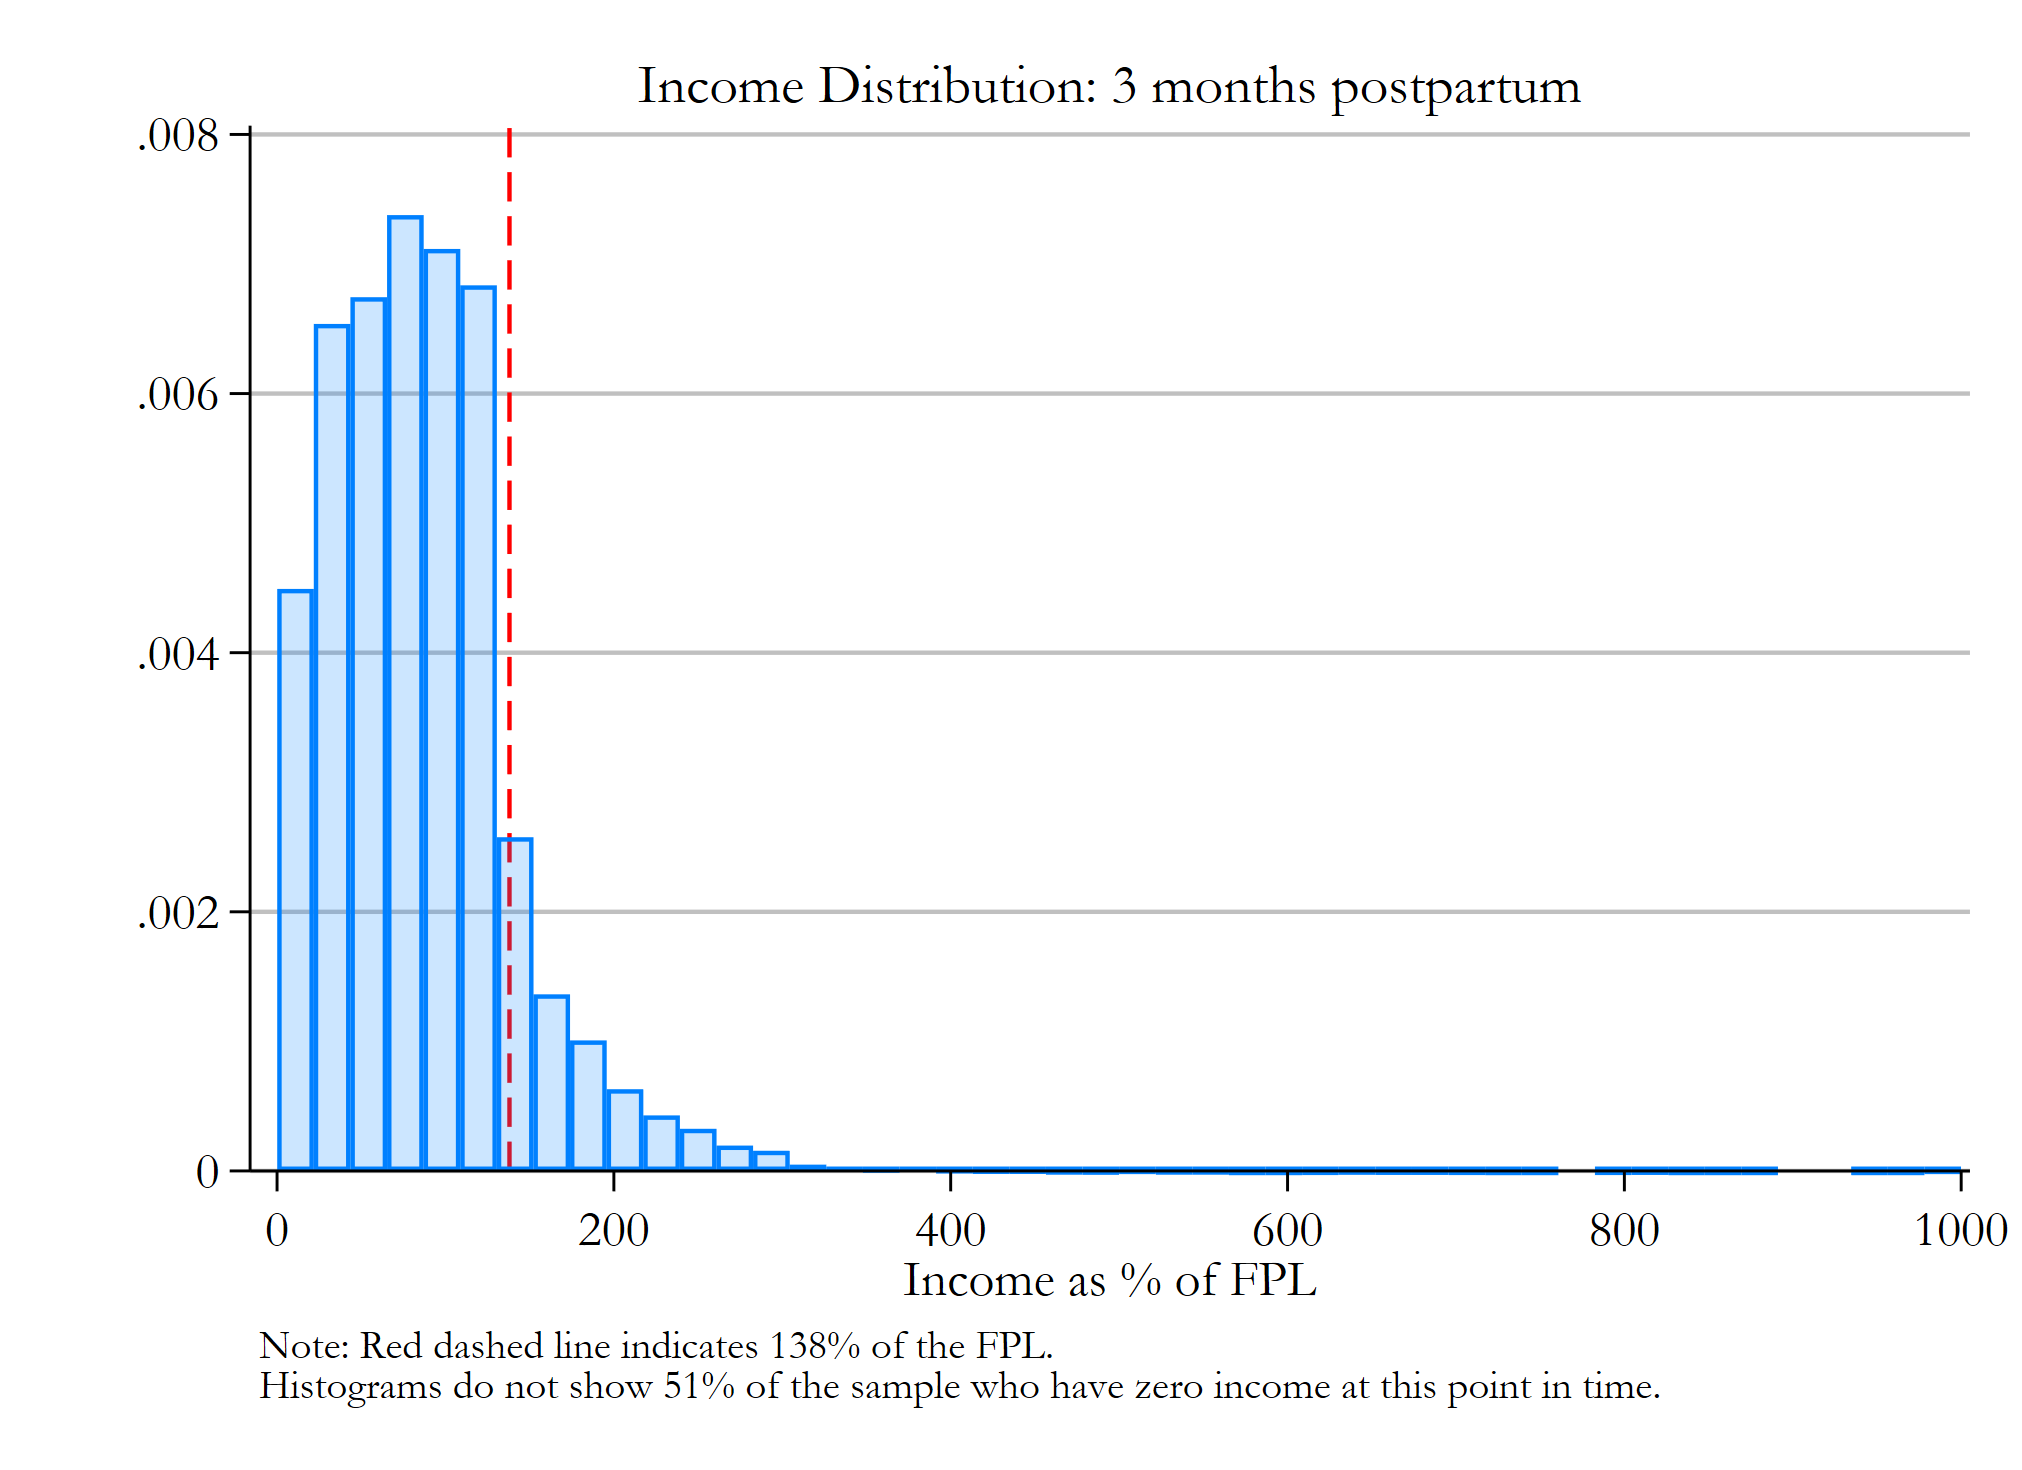 Income Distribution: 3 months postpartum
.008
.006
.004
.002
0
0 200 400 600 800 1000
Income as % of FPL
Note: Red dashed line indicates 138% of the FPL.
Histograms do not show 51% of the sample who have zero income at this point in time.